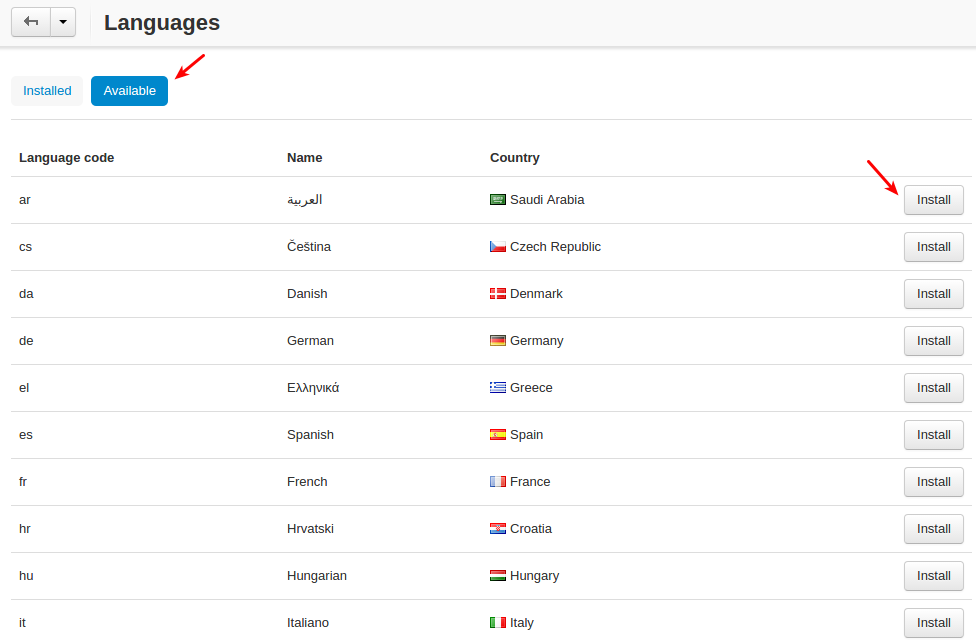 Languages
Installed Available
Language code Name Country
ar العربية Saudi Arabia Install
cs Čeština Czech Republic Install
da Danish Denmark Install
de German Germany Install
el Ελληνικά Greece Install
es Spanish Spain Install
fr French France Install
hr Hrvatski Croatia Install
hu Hungarian Hungary Install
it Italiano Italy Install